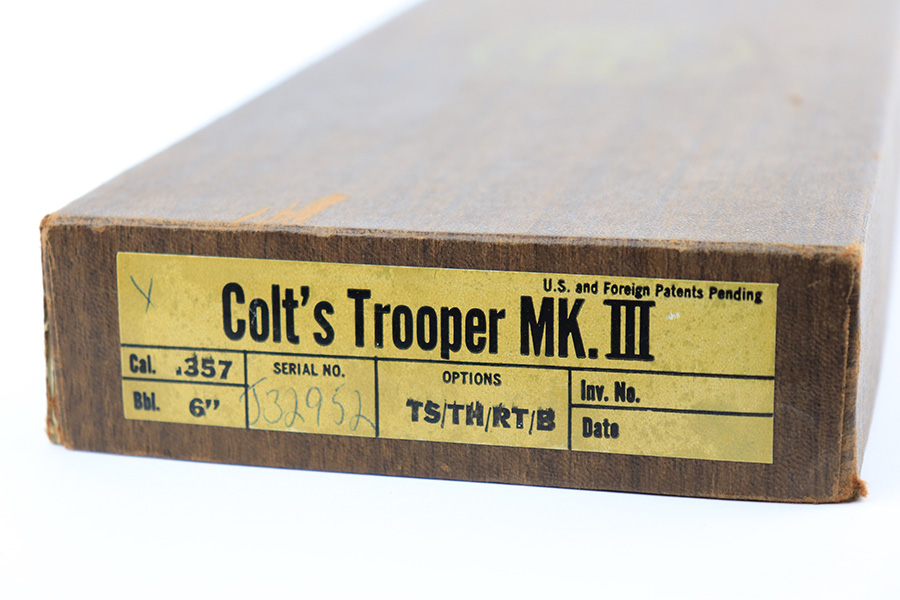 Y
U.S. and Foreign Patents Pending
Colt's Trooper MK. III
Cal. .357
Bbl. 6"
SERIAL NO.
J32952
OPTIONS
TS/TH/RT/B
Inv. No.
Date